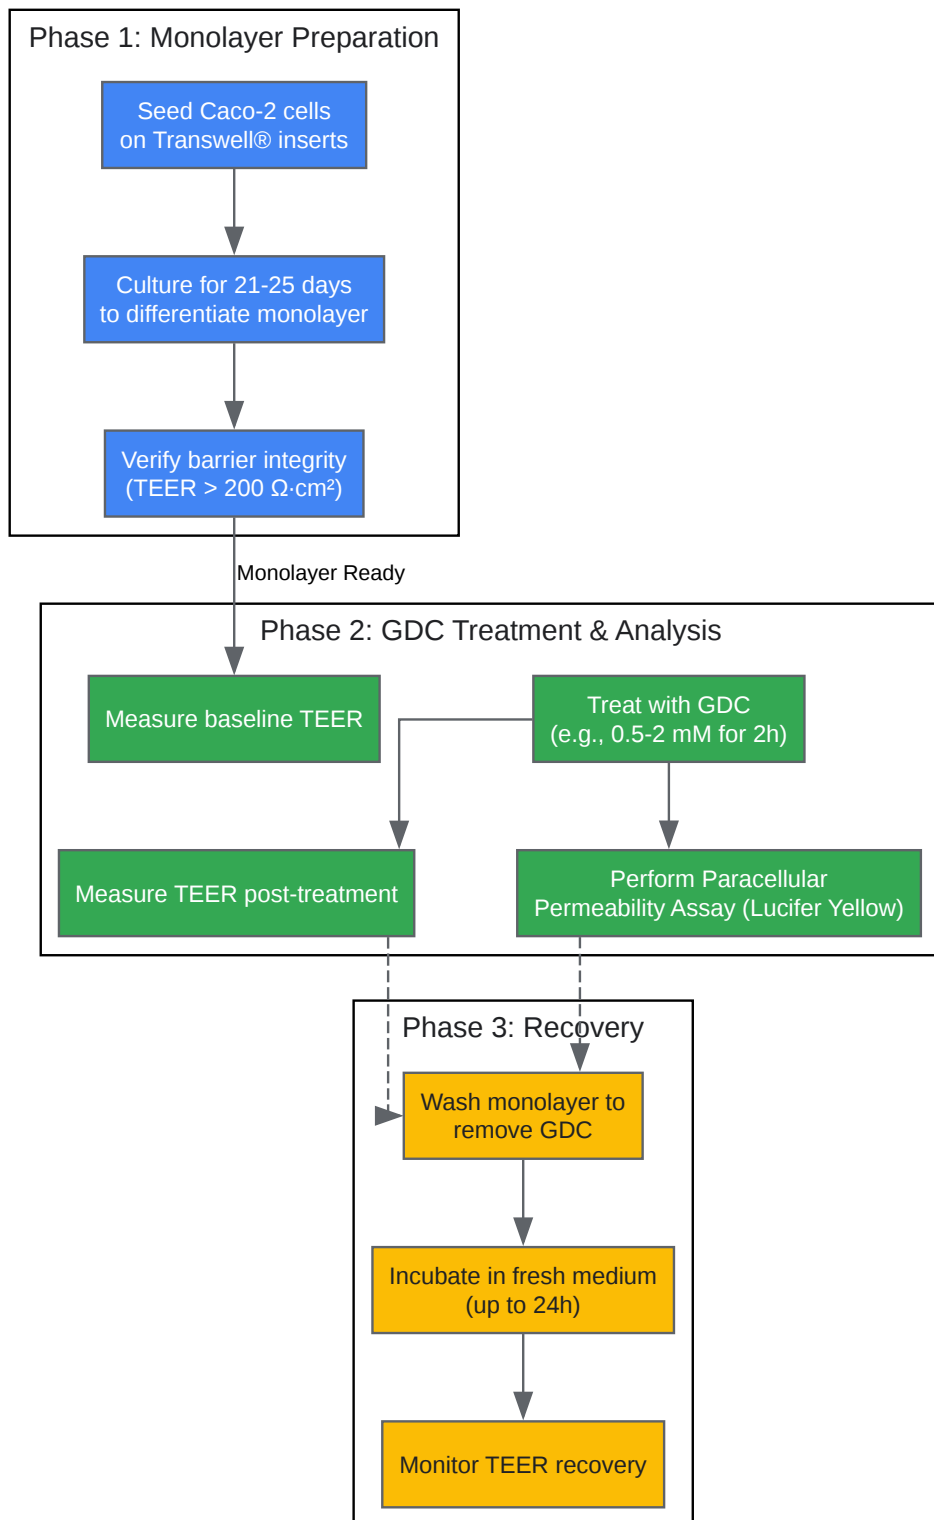 Phase 1: Monolayer Preparation
Seed Caco-2 cells
on Transwell® inserts
Culture for 21-25 days
to differentiate monolayer
Verify barrier integrity
(TEER > 200 Ω·cm²)
Monolayer Ready
Phase 2: GDC Treatment & Analysis
Measure baseline TEER
Treat with GDC
(e.g., 0.5-2 mM for 2h)
Measure TEER post-treatment
Perform Paracellular
Permeability Assay (Lucifer Yellow)
Phase 3: Recovery
Wash monolayer to
remove GDC
Incubate in fresh medium
(up to 24h)
Monitor TEER recovery